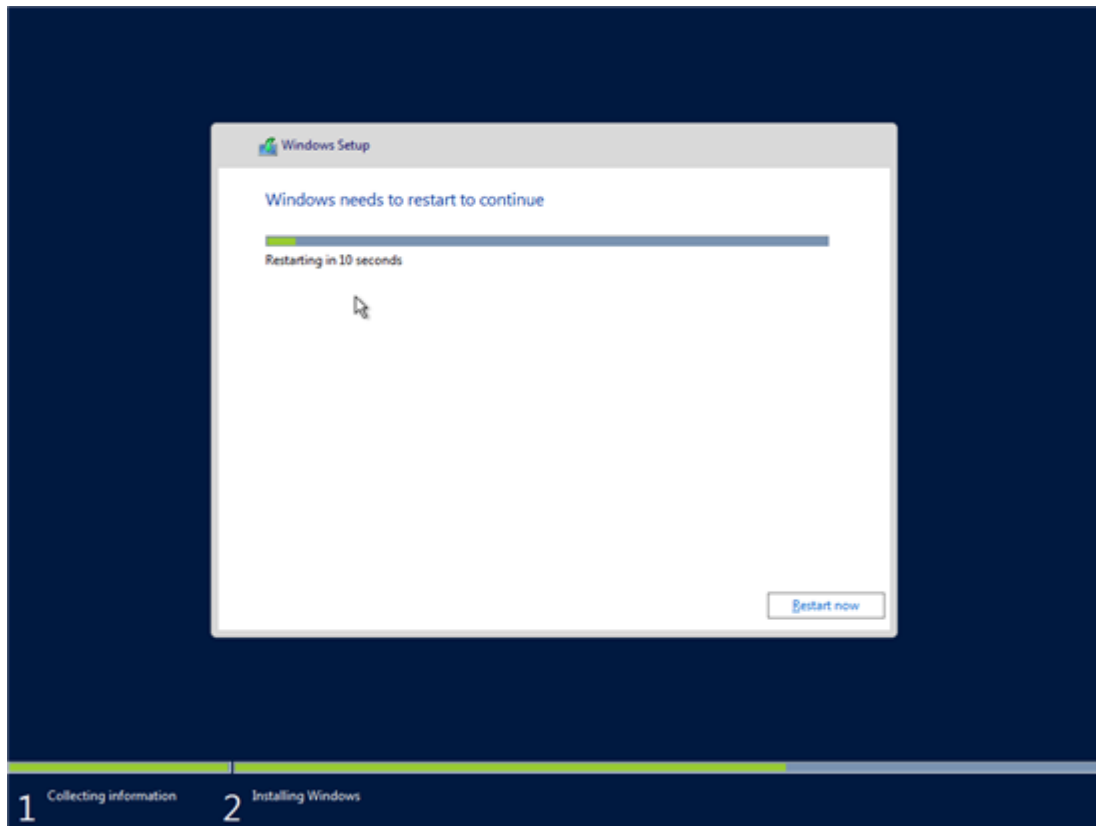 Windows Setup
Windows needs to restart to continue
Restarting in 10 seconds
Restart now
1 Collecting information
2 Installing Windows